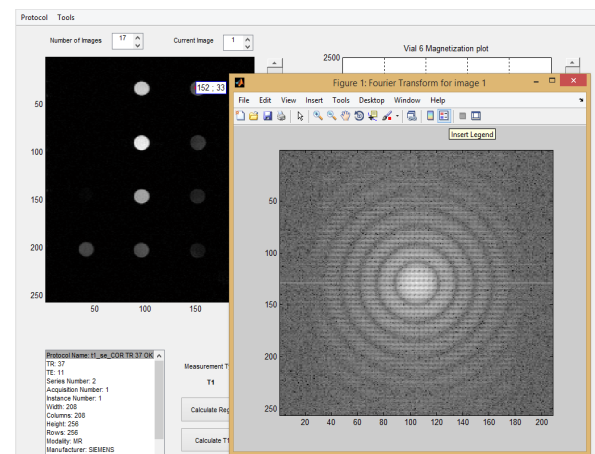 Protocol Tools
Number of Images 17 Current Image 1
Vial 6 Magnetization plot
2500
152 ; 33
50
100
150
200
250
50 100 150
Figure 1: Fourier Transform for image 1
File Edit View Insert Tools Desktop Window Help
Insert Legend
50
100
150
200
250
20 40 60 80 100 120 140 160 180 200
Protocol Name: t1_se_COR TR 37 OK
TR: 37
TE: 11
Series Number: 2
Acquisition Number: 1
Instance Number: 1
Width: 208
Columns: 208
Height: 256
Rows: 256
Modality: MR
Manufacturer: SIEMENS
Measurement T
T1
Calculate Reg
Calculate T1